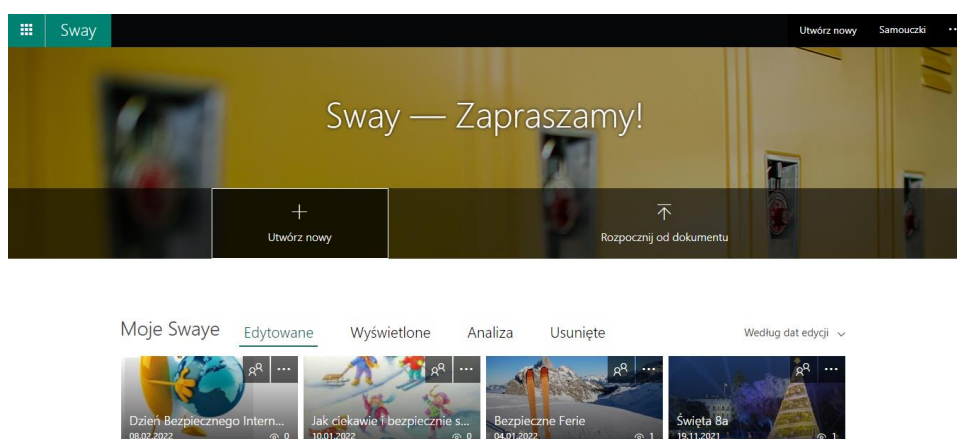 Sway
Utwórz nowy Samouczki ...
Sway — Zapraszamy!
Utwórz nowy
Rozpocznij od dokumentu
Moje Swaye Edytowane Wyświetlone Analiza Usunięte Według dat edycji
Dzień Bezpiecznego Intern... Jak ciekawie i bezpiecznie s... Bezpieczne Ferie Święta 8a
08.02.2022 0 10.01.2022 0 04.01.2022 1 19.11.2021 1